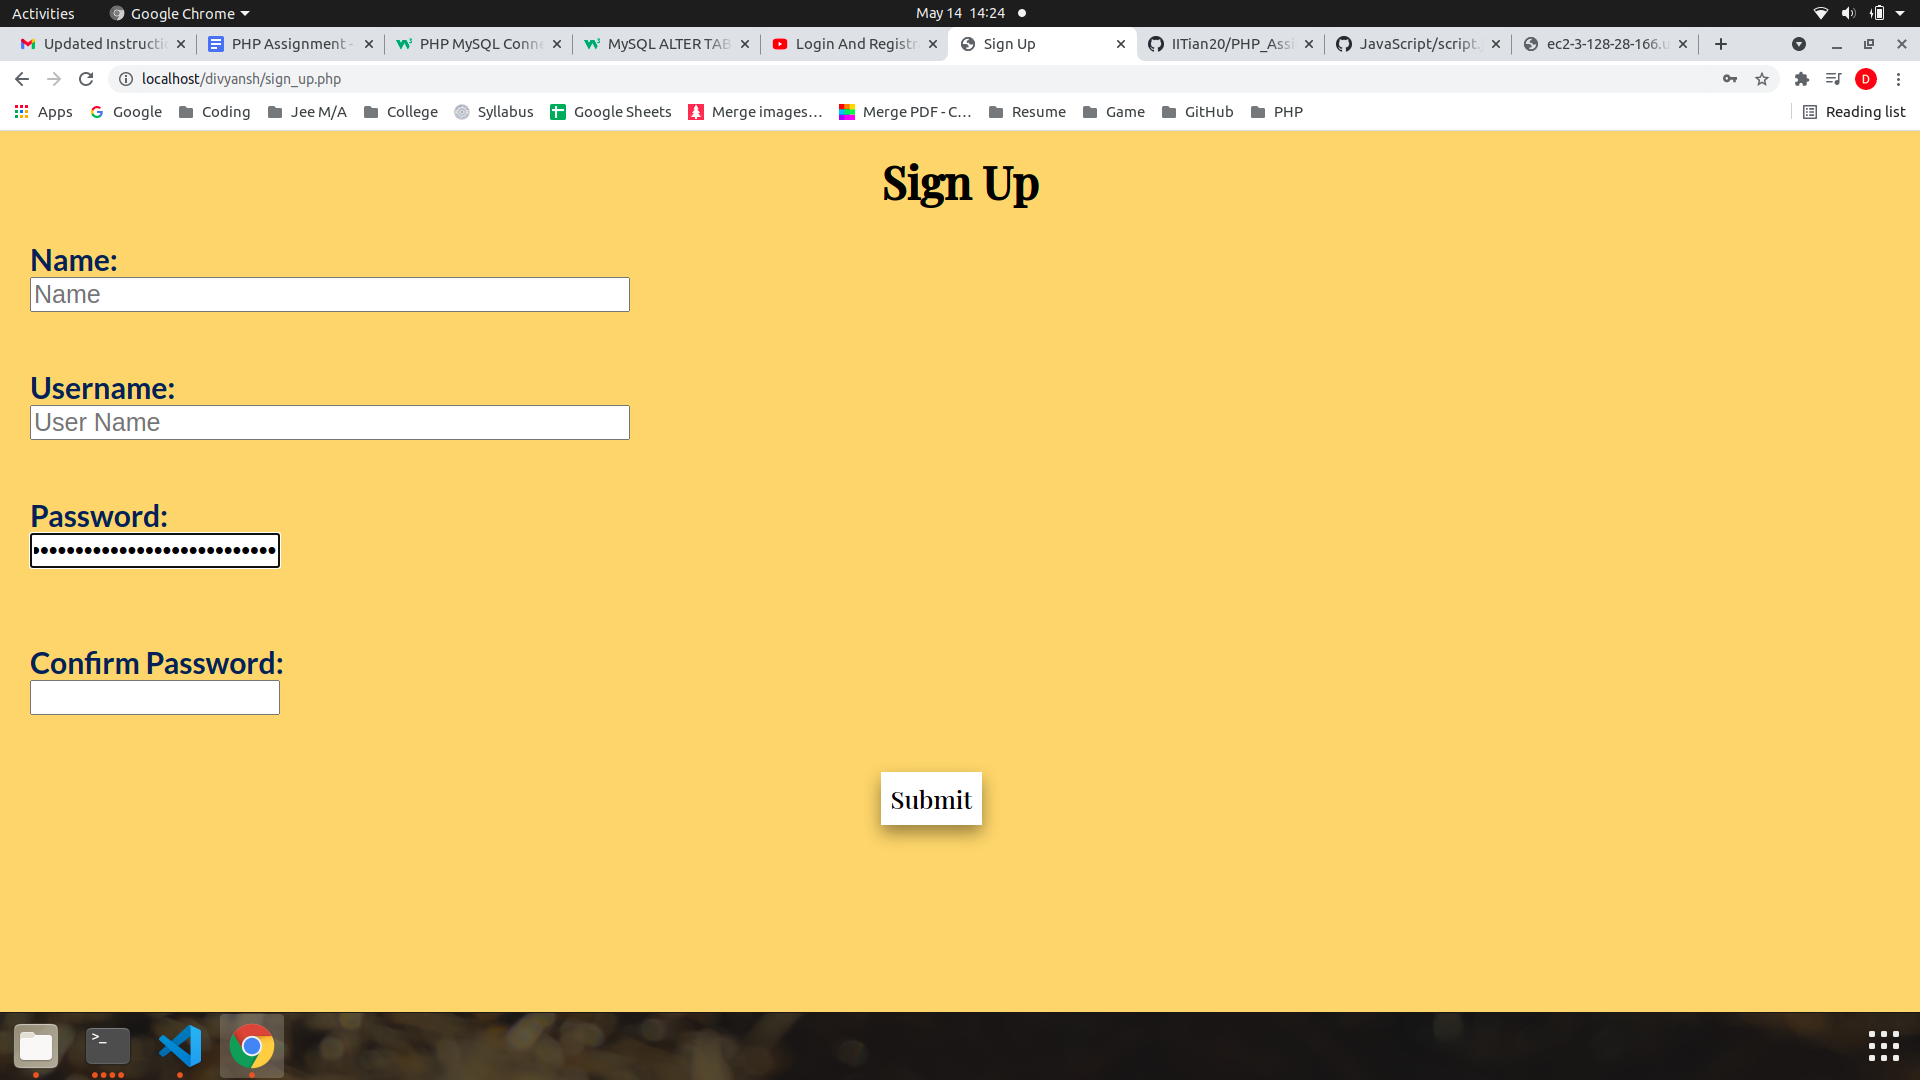 Activities Google Chrome May 14 14:24
Updated Instructi PHP Assignment - PHP MySQL Conne MySQL ALTER TAB Login And Registr Sign Up IITian20/PHP_Assi JavaScript/script. ec2-3-128-28-166.u
localhost/divyansh/sign_up.php D
Apps Google Coding Jee M/A College Syllabus Google Sheets Merge images... Merge PDF - C... Resume Game GitHub PHP Reading list
Sign Up
Name:
Name
Username:
User Name
Password:
Confirm Password:
Submit